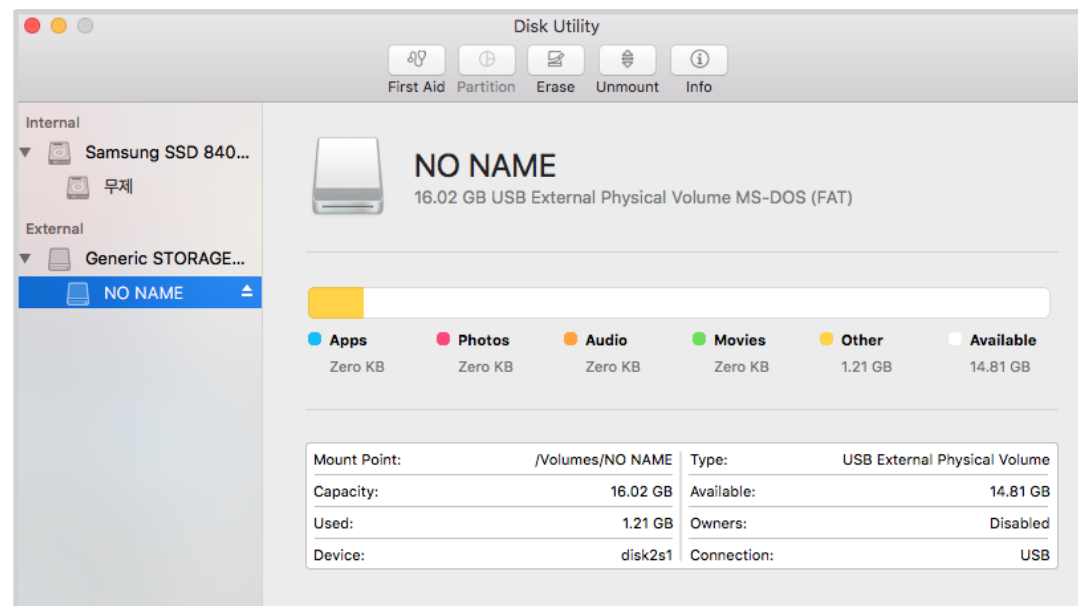 Disk Utility
First Aid Partition Erase Unmount Info
Internal
Samsung SSD 840...
무제
External
Generic STORAGE...
NO NAME
NO NAME
16.02 GB USB External Physical Volume MS-DOS (FAT)
Apps Photos Audio Movies Other Available
Zero KB Zero KB Zero KB Zero KB 1.21 GB 14.81 GB
Mount Point: /Volumes/NO NAME Type: USB External Physical Volume
Capacity: 16.02 GB Available: 14.81 GB
Used: 1.21 GB Owners: Disabled
Device: disk2s1 Connection: USB